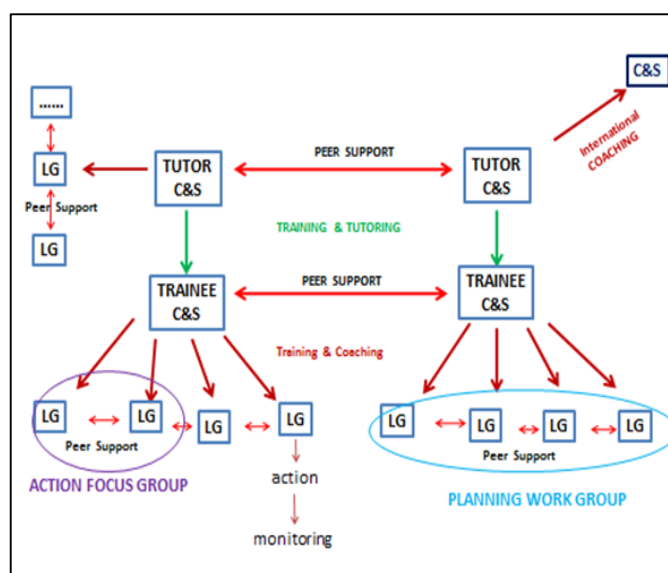 C&S
International
COACHING
......
LG
Peer Support
LG
TUTOR
C&S
PEER SUPPORT
TUTOR
C&S
TRAINING & TUTORING
TRAINEE
C&S
PEER SUPPORT
TRAINEE
C&S
Training & Coaching
LG
LG
LG
LG
Peer Support
ACTION FOCUS GROUP
action
monitoring
LG
LG
LG
LG
Peer Support
PLANNING WORK GROUP